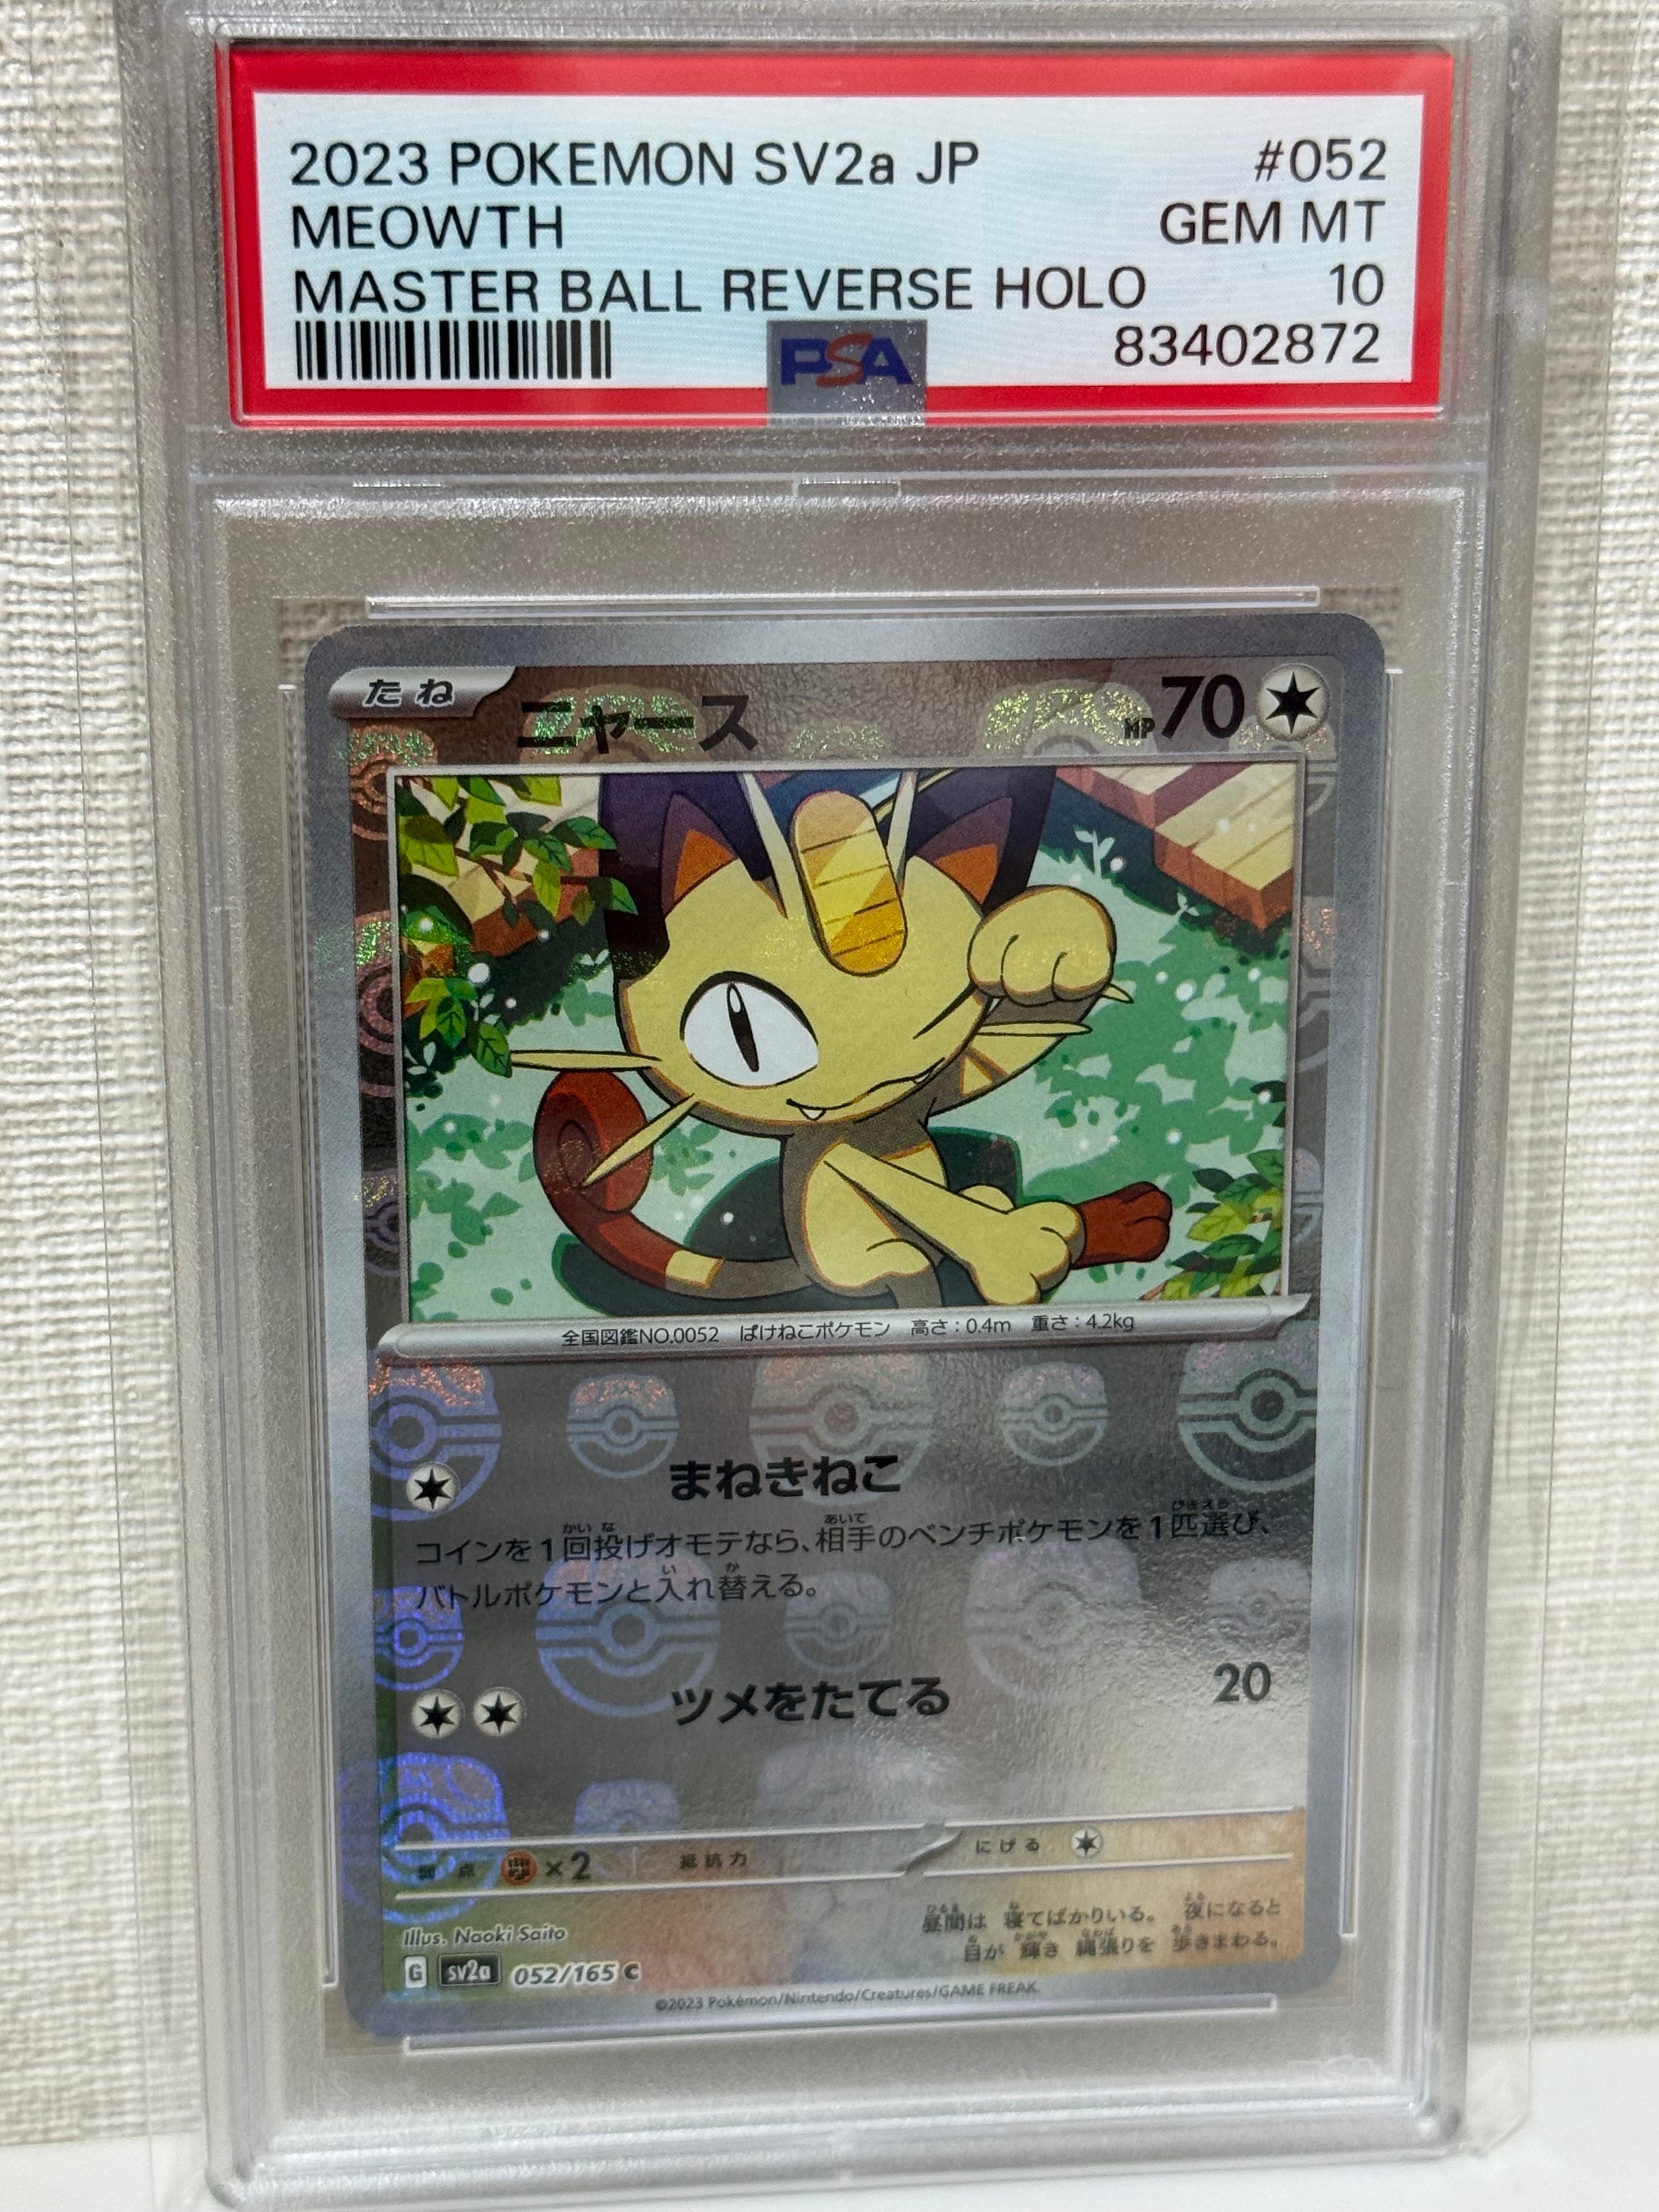 2023 POKEMON SV2a JP #052
MEOWTH GEM MT
MASTER BALL REVERSE HOLO 10
PSA 83402872
たね ニャース HP70
全国図鑑NO.0052 ばけねこポケモン 高さ:0.4m 重さ:4.2kg
まねきねこ
コインを1回投げオモテなら、相手のベンチポケモンを1匹選び、
バトルポケモンと入れ替える。
ツメをたてる 20
弱点 ×2 抵抗力 にげる
昼間は 寝てばかりいる。 夜になると
目が 輝き 縄張りを 歩きまわる。
Illus. Naoki Saito
G sv2a 052/165 C
©2023 Pokémon/Nintendo/Creatures/GAME FREAK.